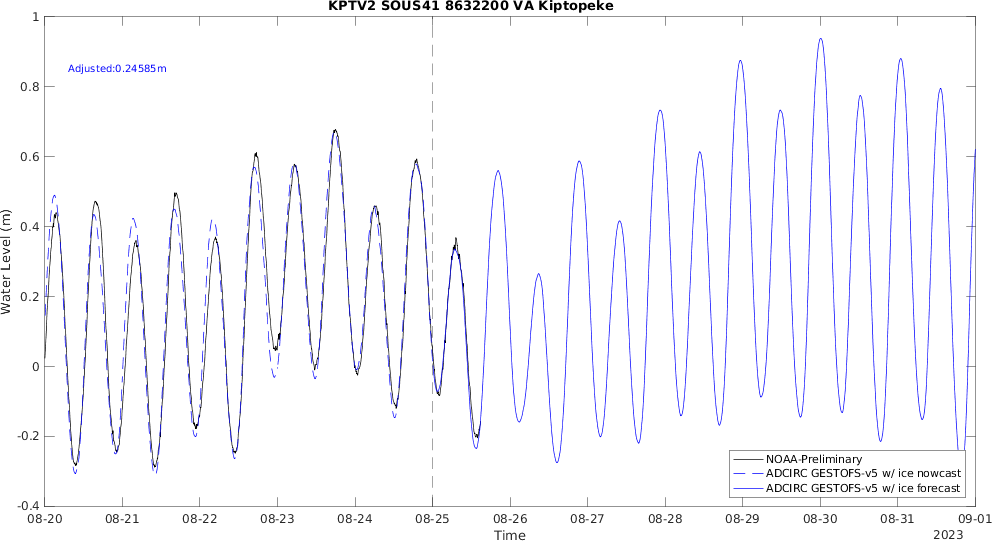 KPTV2 SOUS41 8632200 VA Kiptopeke
Adjusted:0.24585m
Water Level (m)
1
0.8
0.6
0.4
0.2
0
-0.2
-0.4
NOAA-Preliminary
ADCIRC GESTOFS-v5 w/ ice nowcast
ADCIRC GESTOFS-v5 w/ ice forecast
08-20 08-21 08-22 08-23 08-24 08-25 08-26 08-27 08-28 08-29 08-30 08-31 09-01
Time
2023